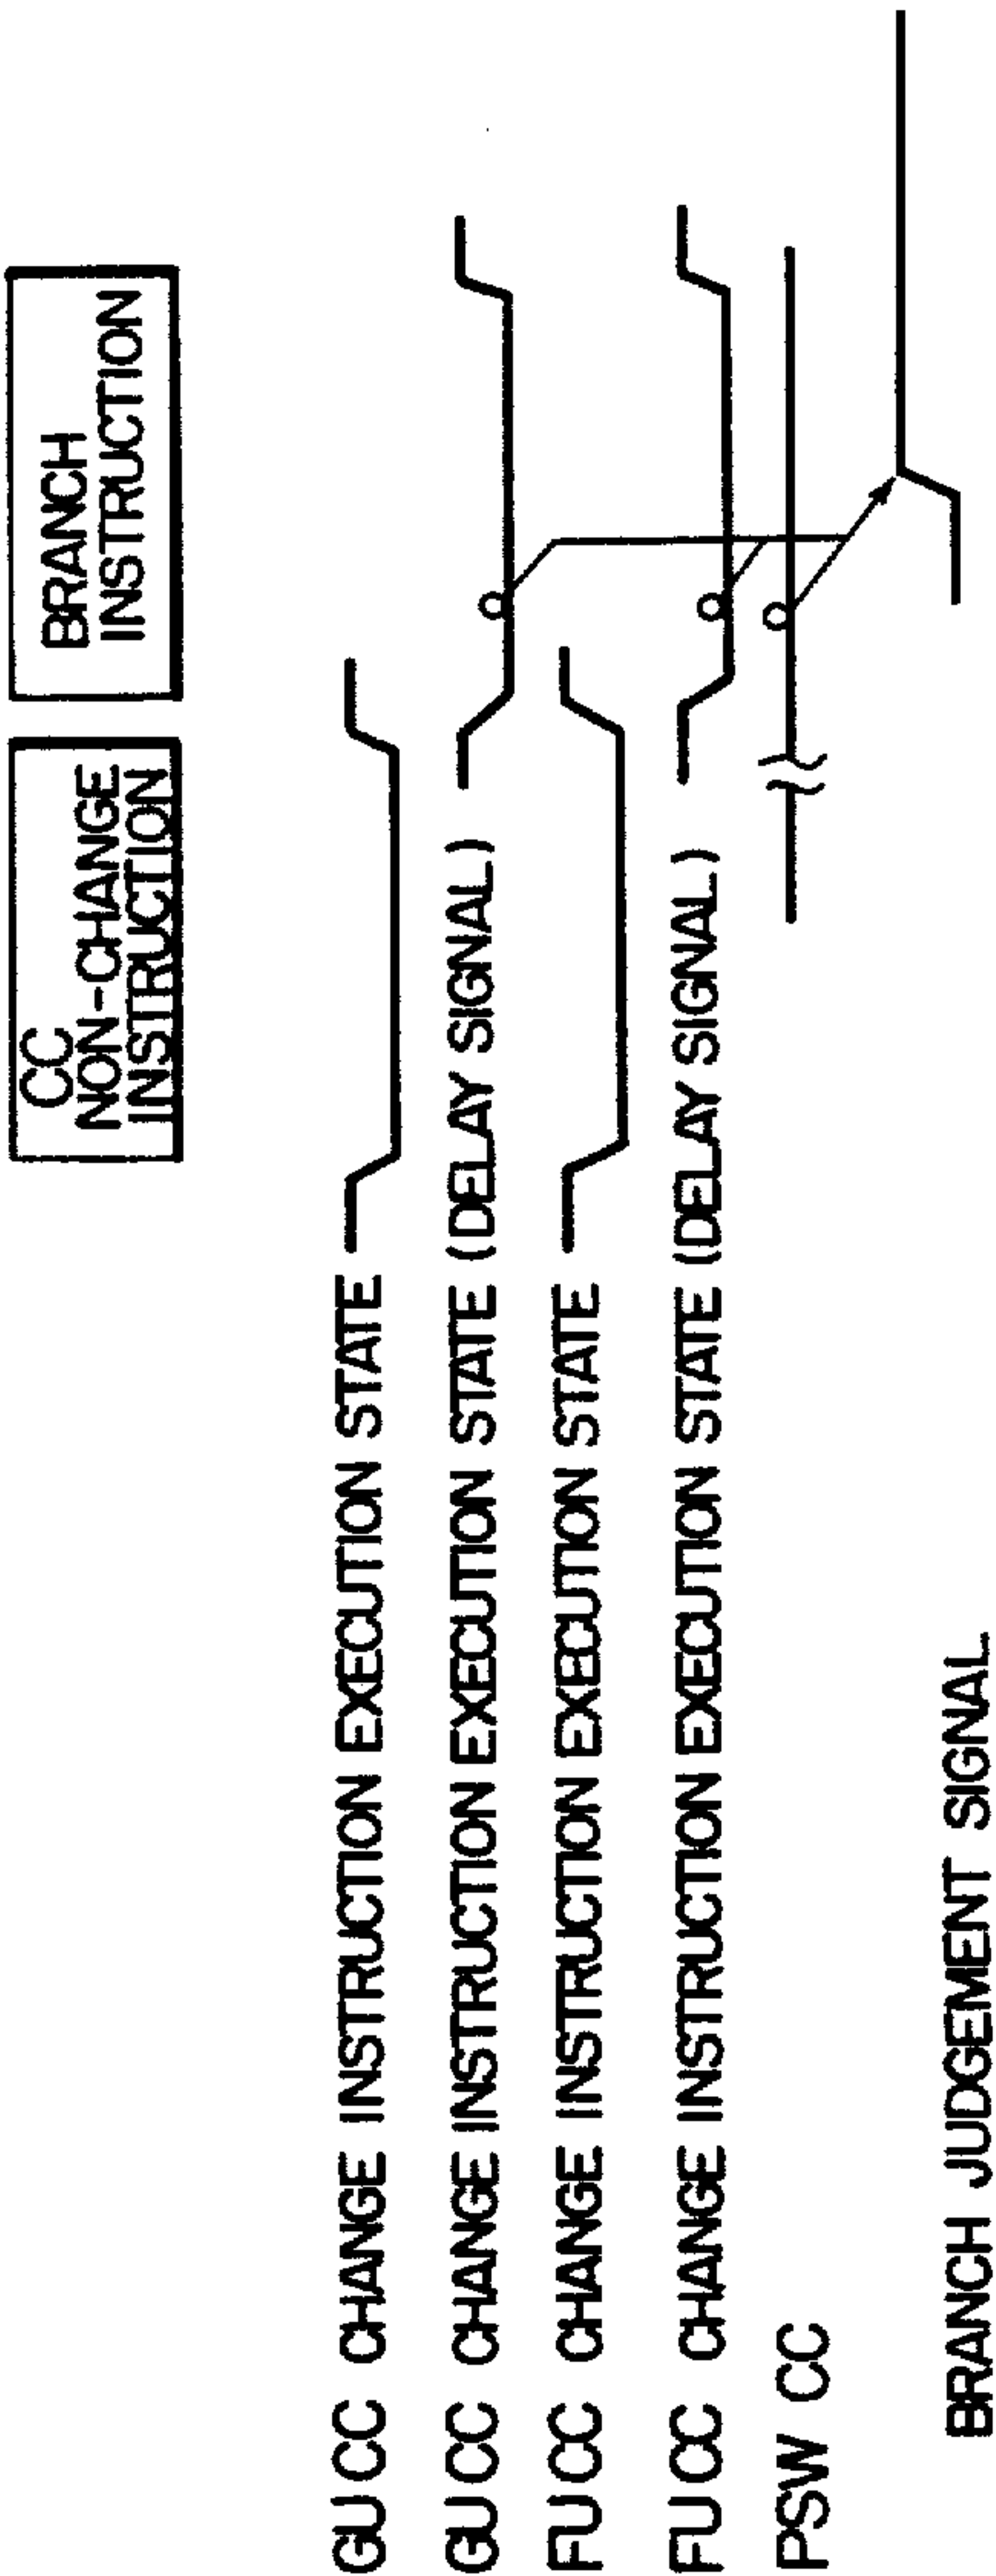 CC
NON-CHANGE
INSTRUCTION
BRANCH
INSTRUCTION
GU CC CHANGE INSTRUCTION EXECUTION STATE
GU CC CHANGE INSTRUCTION EXECUTION STATE (DELAY SIGNAL)
FU CC CHANGE INSTRUCTION EXECUTION STATE
FU CC CHANGE INSTRUCTION EXECUTION STATE (DELAY SIGNAL)
PSW CC
BRANCH JUDGEMENT SIGNAL